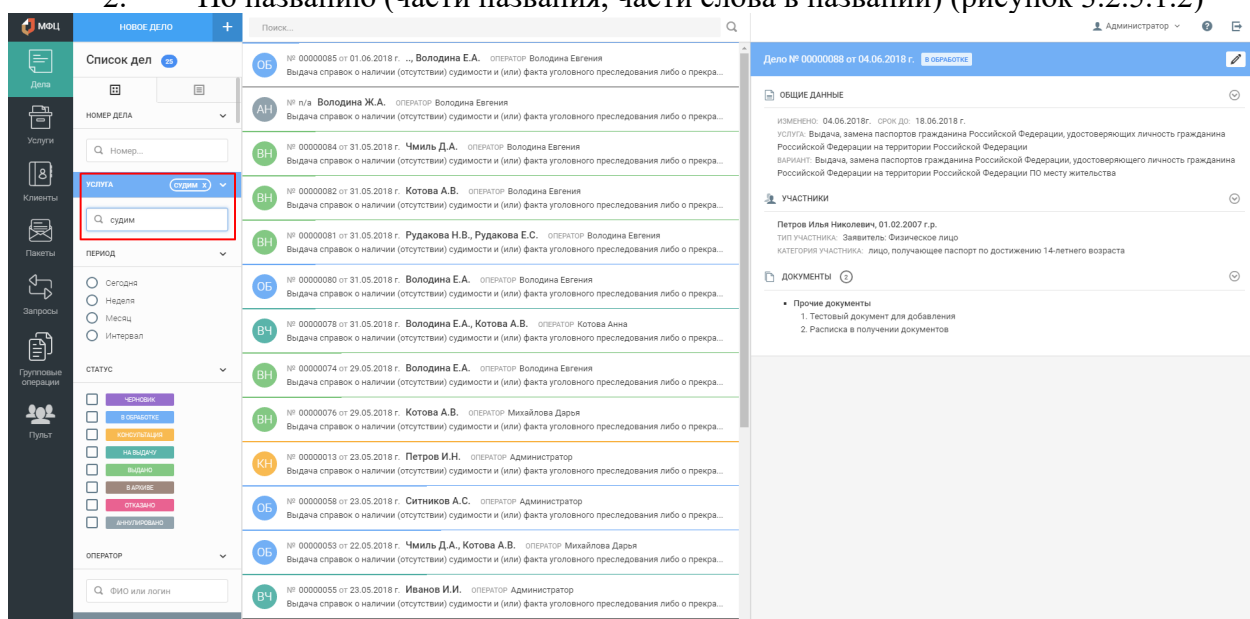 2. По названию (части названия, части слова в названии) (рисунок 3.2.5.1.2)
МФЦ
НОВОЕ ДЕЛО +
Поиск...
Администратор
Дела
Услуги
Клиенты
Пакеты
Запросы
Групповые
операции
Пульт
Список дел 25
НОМЕР ДЕЛА
Номер...
УСЛУГА СУДИМ x
судим
ПЕРИОД
Сегодня
Неделя
Месяц
Интервал
СТАТУС
ЧЕРНОВИК
В ОБРАБОТКЕ
КОНСУЛЬТАЦИЯ
НА ВЫДАЧУ
ВЫДАНО
В АРХИВЕ
ОТКАЗАНО
АННУЛИРОВАНО
ОПЕРАТОР
ФИО или логин
ОБ № 00000085 от 01.06.2018 г. .., Володина Е.А. ОПЕРАТОР Володина Евгения
Выдача справок о наличии (отсутствии) судимости и (или) факта уголовного преследования либо о прекра...
АН № n/a Володина Ж.А. ОПЕРАТОР Володина Евгения
Выдача справок о наличии (отсутствии) судимости и (или) факта уголовного преследования либо о прекра...
ВН № 00000084 от 31.05.2018 г. Чмиль Д.А. ОПЕРАТОР Володина Евгения
Выдача справок о наличии (отсутствии) судимости и (или) факта уголовного преследования либо о прекра...
ВН № 00000082 от 31.05.2018 г. Котова А.В. ОПЕРАТОР Володина Евгения
Выдача справок о наличии (отсутствии) судимости и (или) факта уголовного преследования либо о прекра...
ВН № 00000081 от 31.05.2018 г. Рудакова Н.В., Рудакова Е.С. ОПЕРАТОР Володина Евгения
Выдача справок о наличии (отсутствии) судимости и (или) факта уголовного преследования либо о прекра...
ОБ № 00000080 от 31.05.2018 г. Володина Е.А. ОПЕРАТОР Володина Евгения
Выдача справок о наличии (отсутствии) судимости и (или) факта уголовного преследования либо о прекра...
ВЧ № 00000078 от 31.05.2018 г. Володина Е.А., Котова А.В. ОПЕРАТОР Котова Анна
Выдача справок о наличии (отсутствии) судимости и (или) факта уголовного преследования либо о прекра...
ВН № 00000074 от 29.05.2018 г. Володина Е.А. ОПЕРАТОР Володина Евгения
Выдача справок о наличии (отсутствии) судимости и (или) факта уголовного преследования либо о прекра...
ВН № 00000076 от 29.05.2018 г. Котова А.В. ОПЕРАТОР Михайлова Дарья
Выдача справок о наличии (отсутствии) судимости и (или) факта уголовного преследования либо о прекра...
КН № 00000013 от 23.05.2018 г. Петров И.Н. ОПЕРАТОР Администратор
Выдача справок о наличии (отсутствии) судимости и (или) факта уголовного преследования либо о прекра...
ОБ № 00000058 от 23.05.2018 г. Ситников А.С. ОПЕРАТОР Администратор
Выдача справок о наличии (отсутствии) судимости и (или) факта уголовного преследования либо о прекра...
ОБ № 00000053 от 22.05.2018 г. Чмиль Д.А., Котова А.В. ОПЕРАТОР Михайлова Дарья
Выдача справок о наличии (отсутствии) судимости и (или) факта уголовного преследования либо о прекра...
ВЧ № 00000055 от 23.05.2018 г. Иванов И.И. ОПЕРАТОР Администратор
Выдача справок о наличии (отсутствии) судимости и (или) факта уголовного преследования либо о прекра...
Дело № 00000088 от 04.06.2018 г. В ОБРАБОТКЕ
ОБЩИЕ ДАННЫЕ
ИЗМЕНЕНО: 04.06.2018г. СРОК ДО: 18.06.2018 г.
УСЛУГА: Выдача, замена паспортов гражданина Российской Федерации, удостоверяющих личность гражданина
Российской Федерации на территории Российской Федерации
ВАРИАНТ: Выдача, замена паспортов гражданина Российской Федерации, удостоверяющего личность гражданина
Российской Федерации на территории Российской Федерации ПО месту жительства
УЧАСТНИКИ
Петров Илья Николевич, 01.02.2007 г.р.
ТИП УЧАСТНИКА: Заявитель: Физическое лицо
КАТЕГОРИЯ УЧАСТНИКА: лицо, получающее паспорт по достижению 14-летнего возраста
ДОКУМЕНТЫ 2
• Прочие документы
1. Тестовый документ для добавления
2. Расписка в получении документов